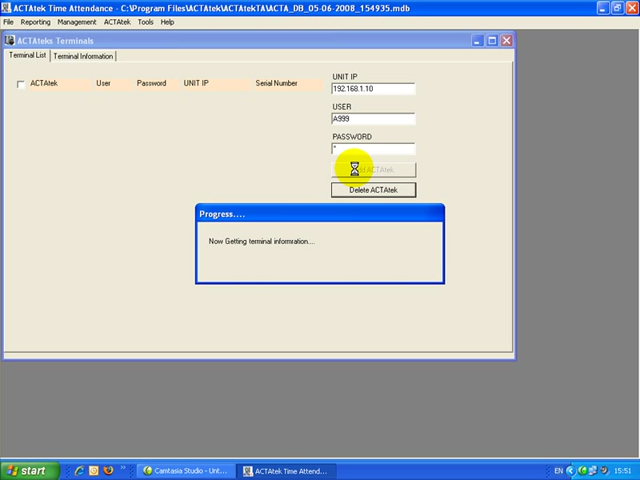 ACTAtek Time Attendance - C:\Program Files\ACTAtek\ACTAtekTA\ACTA_DB_05-06-2008_154935.mdb
File Reporting Management ACTAtek Tools Help
ACTAteks Terminals
Terminal List Terminal Information
ACTAtek User Password UNIT IP Serial Number
UNIT IP
192.168.1.10
USER
A999
PASSWORD
*
ACTAtek
Delete ACTAtek
Progress....
Now Getting terminal information....
start Camtasia Studio - Unt... ACTAtek Time Attend... EN 15:51